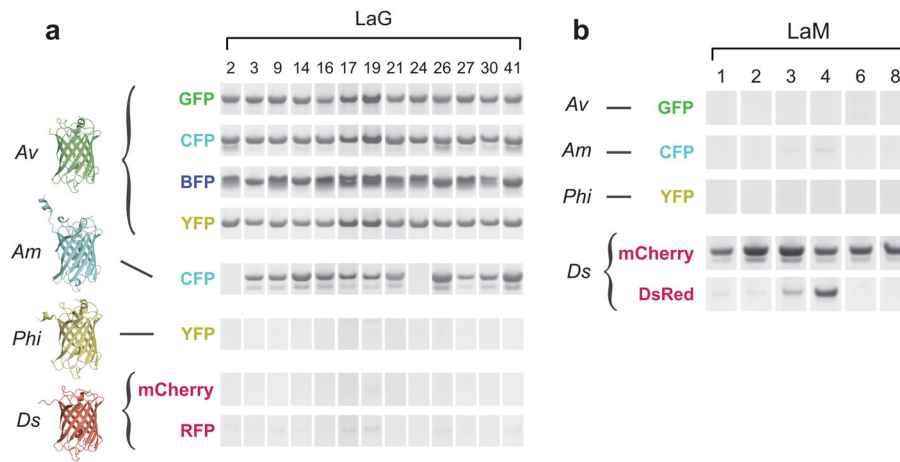 a
LaG
2 3 9 14 16 17 19 21 24 26 27 30 41
Av
GFP
CFP
BFP
YFP
Am
CFP
Phi
YFP
Ds
mCherry
RFP
b
LaM
1 2 3 4 6 8
Av GFP
Am CFP
Phi YFP
Ds
mCherry
DsRed